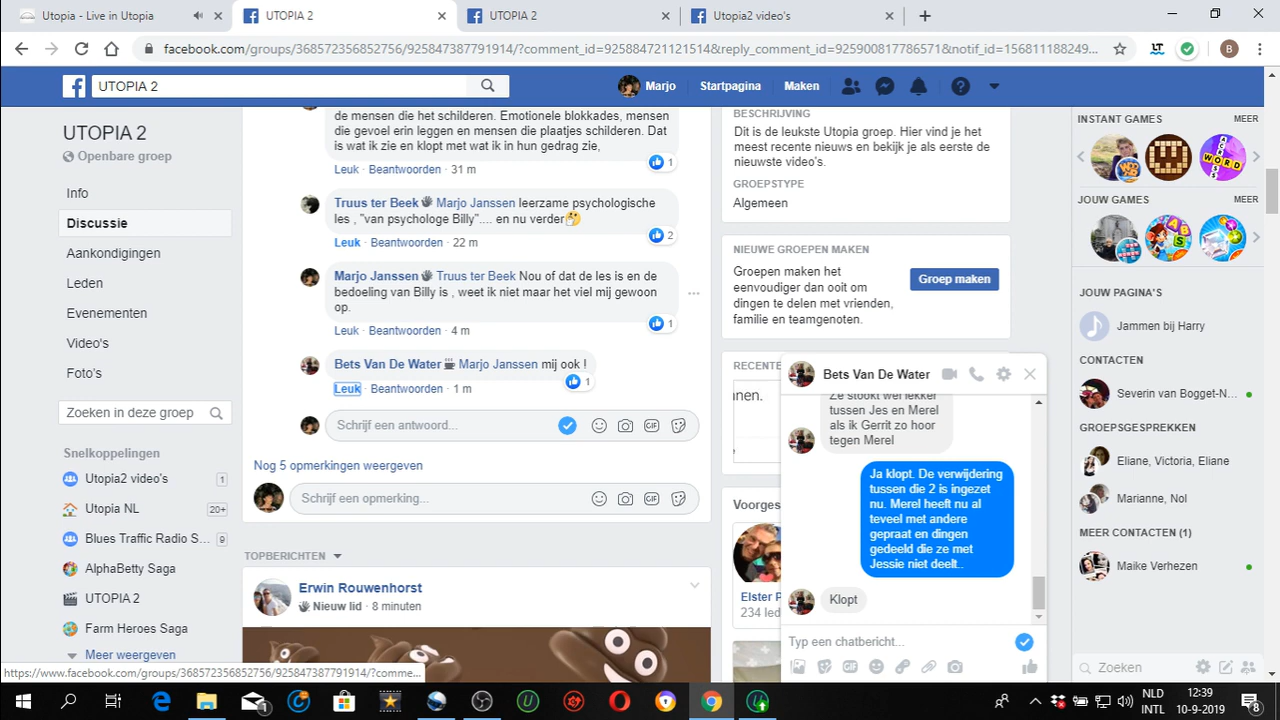 Utopia - Live in Utopia
UTOPIA 2
UTOPIA 2
Utopia2 video's
facebook.com/groups/368572356852756/925847387791914/?comment_id=925884721121514&reply_comment_id=925900817786571&notif_id=156811188249...
B
UTOPIA 2
Marjo
Startpagina
Maken
UTOPIA 2
Openbare groep
Info
Discussie
Aankondigingen
Leden
Evenementen
Video's
Foto's
Zoeken in deze groep
Snelkoppelingen
Utopia2 video's 1
Utopia NL 20+
Blues Traffic Radio S... 9
AlphaBetty Saga
UTOPIA 2
Farm Heroes Saga
Meer weergeven
de mensen die het schilderen. Emotionele blokkades, mensen
die gevoel erin leggen en mensen die plaatjes schilderen. Dat
is wat ik zie en klopt met wat ik in hun gedrag zie,
1
Leuk · Beantwoorden · 31 m
Truus ter Beek Marjo Janssen leerzame psychologische
les , "van psychologe Billy".... en nu verder🤔
2
Leuk · Beantwoorden · 22 m
Marjo Janssen Truus ter Beek Nou of dat de les is en de
bedoeling van Billy is , weet ik niet maar het viel mij gewoon
op.
1
Leuk · Beantwoorden · 4 m
Bets Van De Water Marjo Janssen mij ook !
1
Leuk · Beantwoorden · 1 m
Schrijf een antwoord...
GIF
Nog 5 opmerkingen weergeven
Schrijf een opmerking...
GIF
TOPBERICHTEN
Erwin Rouwenhorst
Nieuw lid · 8 minuten
BESCHRIJVING
Dit is de leukste Utopia groep. Hier vind je het
meest recente nieuws en bekijk je als eerste de
nieuwste video's.
GROEPSTYPE
Algemeen
NIEUWE GROEPEN MAKEN
Groepen maken het
eenvoudiger dan ooit om
dingen te delen met vrienden,
familie en teamgenoten.
Groep maken
RECENTE
nnen.
Voorges
Elster P
234 led
Bets Van De Water
Ze stookt wel lekker
tussen Jes en Merel
als ik Gerrit zo hoor
tegen Merel
Ja klopt. De verwijdering
tussen die 2 is ingezet
nu. Merel heeft nu al
teveel met andere
gepraat en dingen
gedeeld die ze met
Jessie niet deelt..
Klopt
Typ een chatbericht...
GIF
INSTANT GAMES MEER
WORD
JOUW GAMES MEER
JOUW PAGINA'S
Jammen bij Harry
CONTACTEN
Severin van Bogget-N...
GROEPSGESPREKKEN
Eliane, Victoria, Eliane
Marianne, Nol
MEER CONTACTEN (1)
Maike Verhezen
Zoeken
https://www.facebook.com/groups/368572356852756/925847387791914/?comme...
1
NLD
INTL
12:39
10-9-2019
8